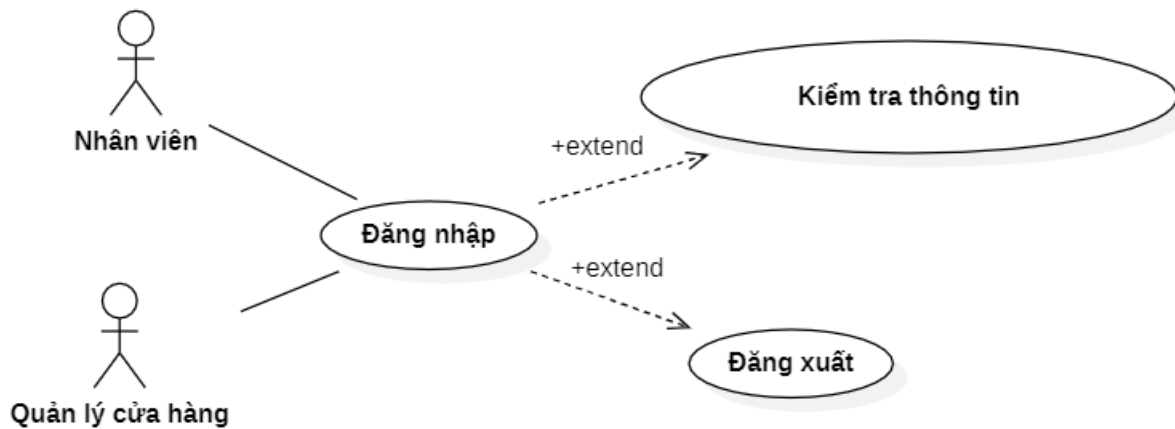 Nhân viên
Kiểm tra thông tin
+extend
Đăng nhập
+extend
Đăng xuất
Quản lý cửa hàng